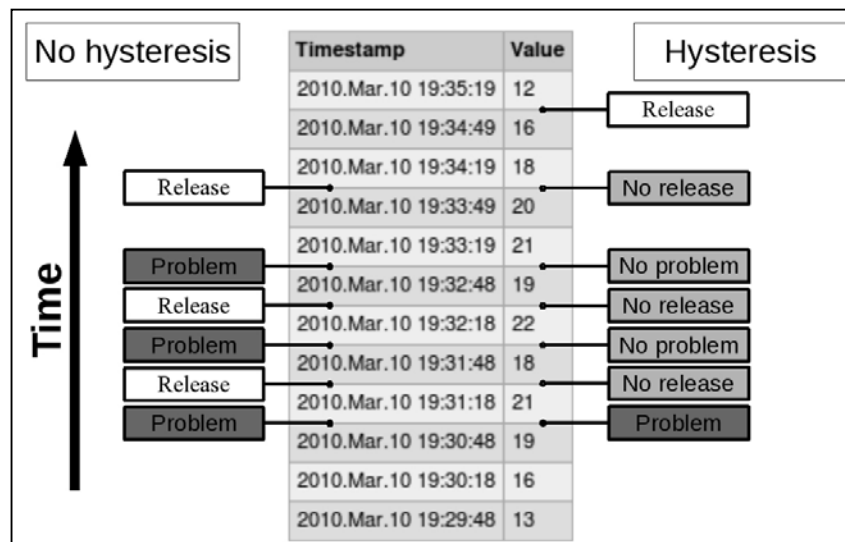 No hysteresis
Hysteresis
Timestamp Value
2010.Mar.10 19:35:19 12
Release
2010.Mar.10 19:34:49 16
2010.Mar.10 19:34:19 18
Release
No release
2010.Mar.10 19:33:49 20
2010.Mar.10 19:33:19 21
Problem
No problem
2010.Mar.10 19:32:48 19
Release
No release
2010.Mar.10 19:32:18 22
Problem
No problem
2010.Mar.10 19:31:48 18
Release
No release
2010.Mar.10 19:31:18 21
Problem
Problem
2010.Mar.10 19:30:48 19
2010.Mar.10 19:30:18 16
2010.Mar.10 19:29:48 13
Time